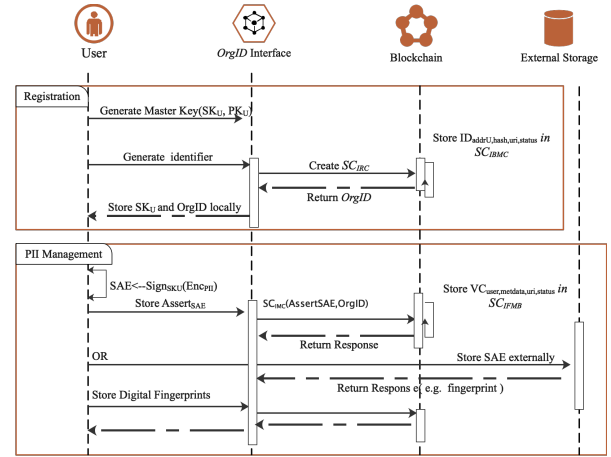 User
OrgID Interface
Blockchain
External Storage
Registration
Generate Master Key(SKU, PKU)
Store IDaddrU,hash,uri,status in
SCIBMC
Generate identifier
Create SCIRC
Return OrgID
Store SKU and OrgID locally
PII Management
SAE<--SignSKU(EncPII)
Store VCuser,metdata,uri,status in
SCIFMB
Store AssertSAE
SCIMC(AssertSAE,OrgID)
Return Response
OR
Store SAE externally
Return Respons e( e.g. fingerprint )
Store Digital Fingerprints